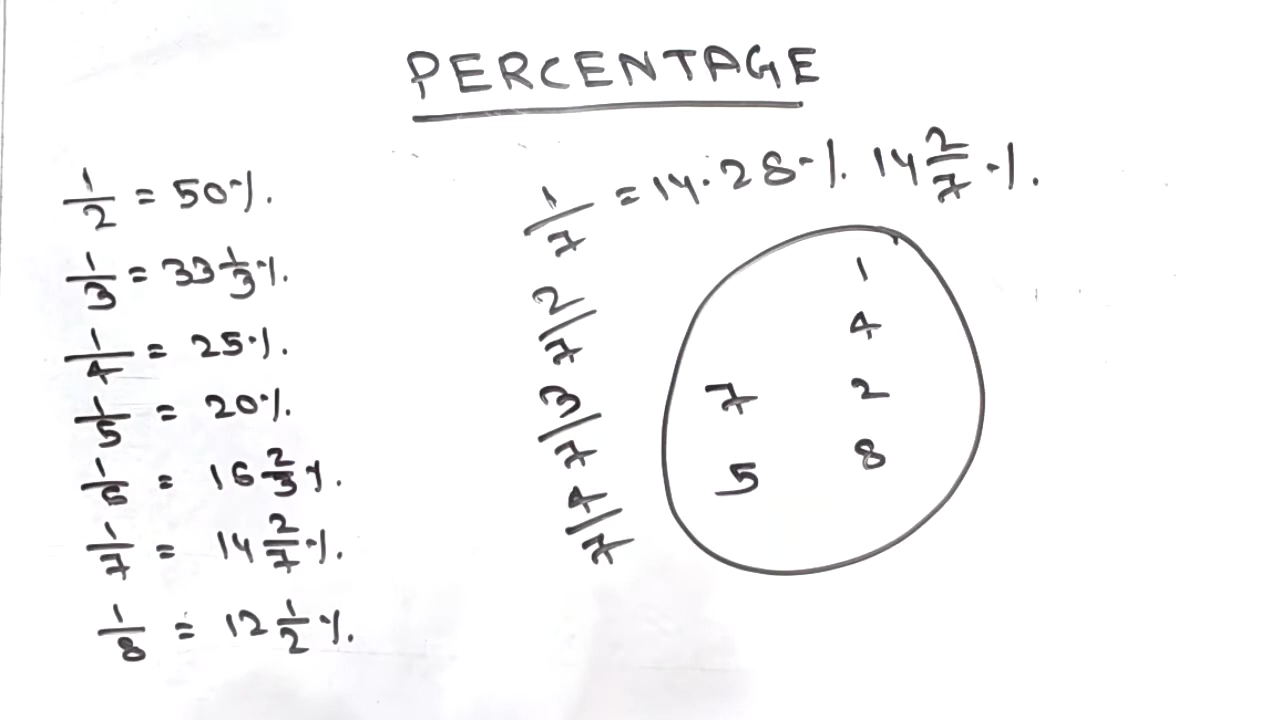 PERCENTAGE
1/2 = 50%.
1/3 = 33 1/3%.
1/4 = 25%.
1/5 = 20%.
1/6 = 16 2/3%.
1/7 = 14 2/7%.
1/8 = 12 1/2%.
1/7 = 14.28%. 14 2/7%.
2/7
3/7
4/7
1
4
7 2
5 8